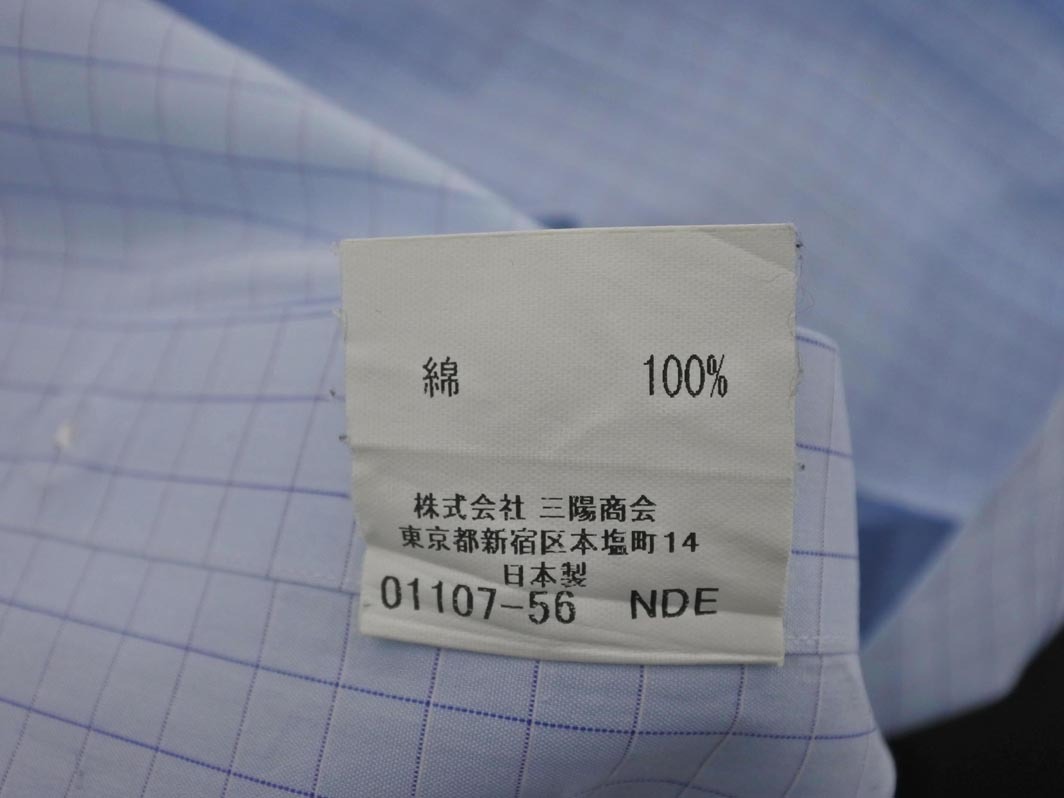 綿 100%
株式会社 三陽商会
東京都新宿区本塩町14
日本製
01107-56 NDE